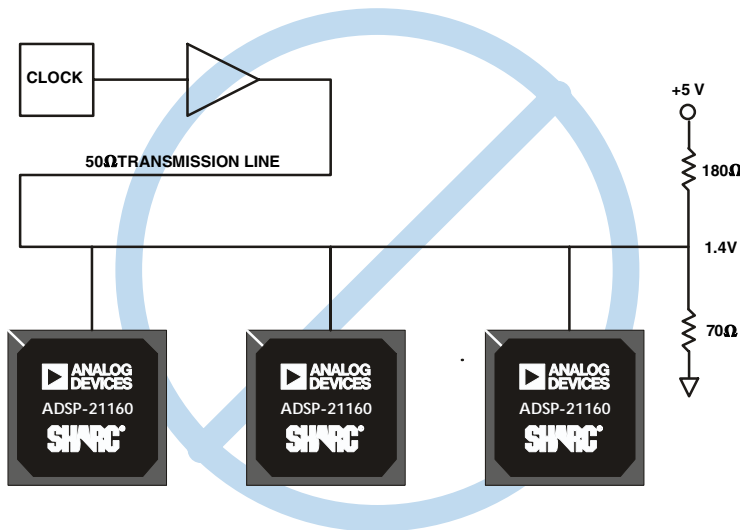 CLOCK
+5 V
50ΩTRANSMISSION LINE
180Ω
1.4V
70Ω
ANALOG
DEVICES
ADSP-21160
SHARC
ANALOG
DEVICES
ADSP-21160
SHARC
ANALOG
DEVICES
ADSP-21160
SHARC